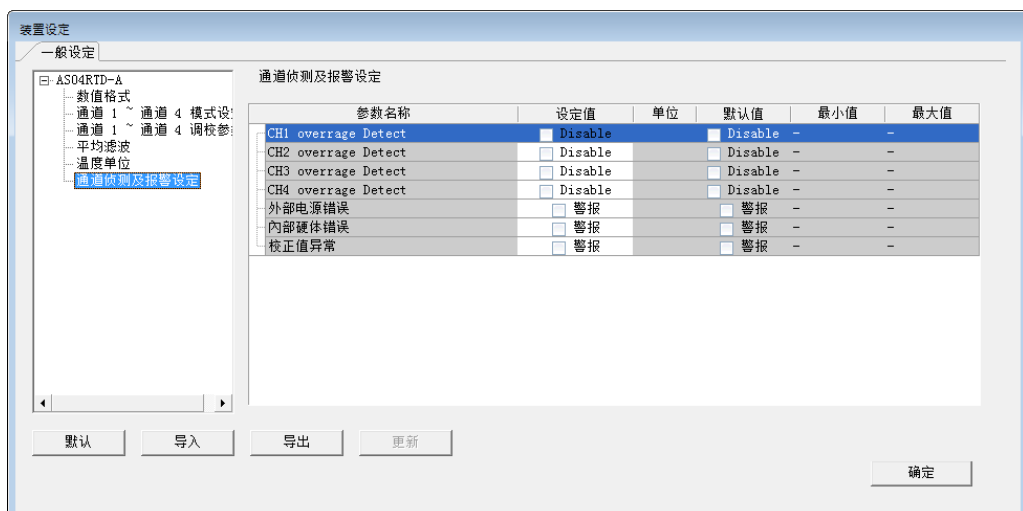 装置设定
一般设定
AS04RTD-A
数值格式
通道 1 ~ 通道 4 模式设
通道 1 ~ 通道 4 调校参
平均滤波
温度单位
通道侦测及报警设定
通道侦测及报警设定
参数名称 设定值 单位 默认值 最小值 最大值
CH1 overrage Detect Disable Disable - -
CH2 overrage Detect Disable Disable - -
CH3 overrage Detect Disable Disable - -
CH4 overrage Detect Disable Disable - -
外部电源错误 警报 警报 - -
内部硬体错误 警报 警报 - -
校正值异常 警报 警报 - -
默认 导入 导出 更新
确定